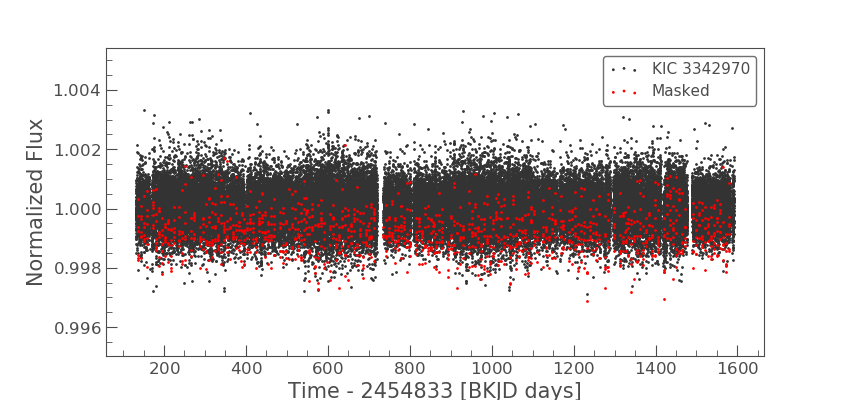 KIC 3342970
Masked
Normalized Flux
1.004
1.002
1.000
0.998
0.996
200 400 600 800 1000 1200 1400 1600
Time - 2454833 [BKJD days]